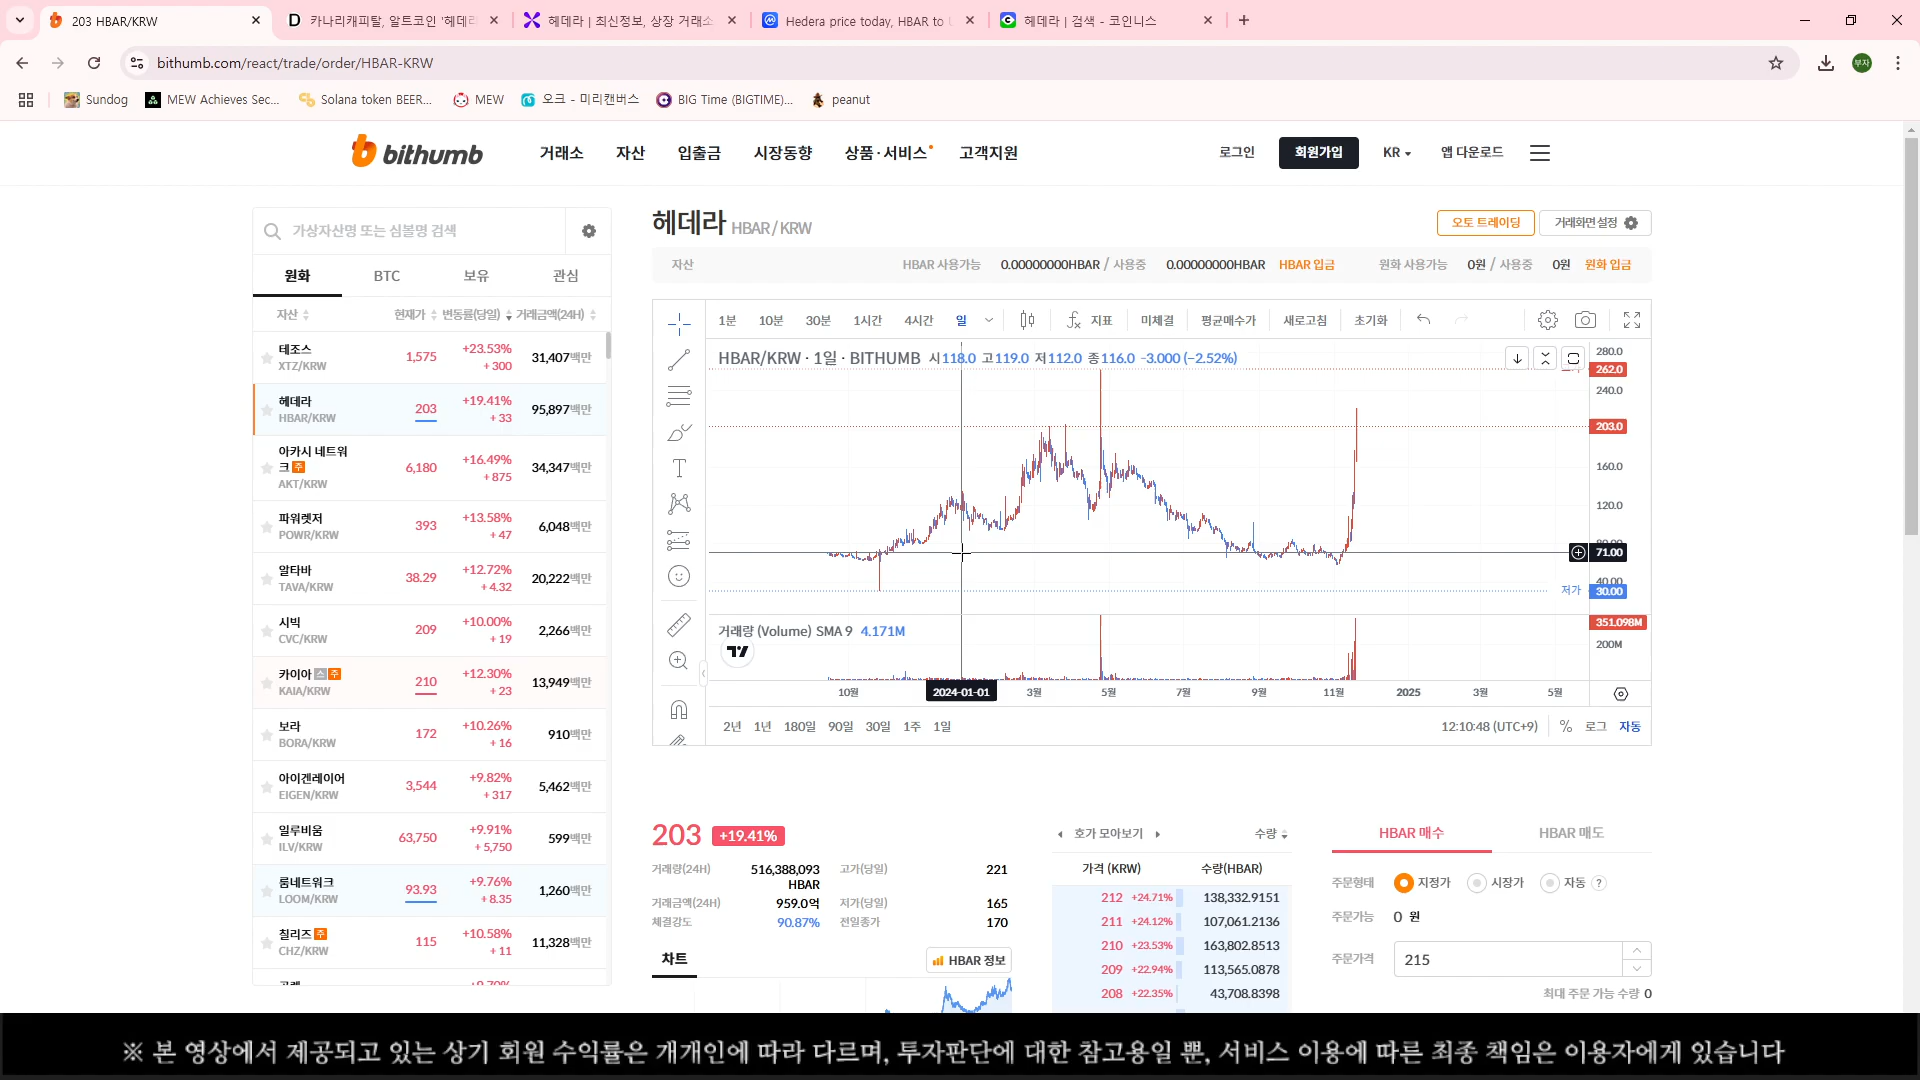 203 HBAR/KRW
카나리캐피탈, 알트코인 '헤데라
헤데라 | 최신정보, 상장 거래소
Hedera price today, HBAR to U
헤데라 | 검색 - 코인니스
bithumb.com/react/trade/order/HBAR-KRW
부자
Sundog
MEW Achieves Sec...
Solana token BEER...
MEW
오크 - 미리캔버스
BIG Time (BIGTIME)...
peanut
bithumb
거래소 자산 입출금 시장동향 상품·서비스 고객지원
로그인 회원가입 KR 앱 다운로드
가상자산명 또는 심볼명 검색
원화 BTC 보유 관심
자산 현재가 변동률(당일) 거래금액(24H)
테조스 XTZ/KRW 1,575 +23.53% +300 31,407백만
헤데라 HBAR/KRW 203 +19.41% +33 95,897백만
아카시 네트워크 주 AKT/KRW 6,180 +16.49% +875 34,347백만
파워렛저 POWR/KRW 393 +13.58% +47 6,048백만
알타바 TAVA/KRW 38.29 +12.72% +4.32 20,222백만
시빅 CVC/KRW 209 +10.00% +19 2,266백만
카이아 스 주 KAIA/KRW 210 +12.30% +23 13,949백만
보라 BORA/KRW 172 +10.26% +16 910백만
아이겐레이어 EIGEN/KRW 3,544 +9.82% +317 5,462백만
일루비움 ILV/KRW 63,750 +9.91% +5,750 599백만
룸네트워크 LOOM/KRW 93.93 +9.76% +8.35 1,260백만
칠리즈 주 CHZ/KRW 115 +10.58% +11 11,328백만
헤데라 HBAR/KRW
오토 트레이딩 거래화면설정
자산 HBAR 사용가능 0.00000000HBAR / 사용중 0.00000000HBAR HBAR 입금 원화 사용가능 0원 / 사용중 0원 원화 입금
1분 10분 30분 1시간 4시간 일 지표 미체결 평균매수가 새로고침 초기화
HBAR/KRW · 1일 · BITHUMB 시118.0 고119.0 저112.0 종116.0 -3.000 (−2.52%)
280.0
262.0
240.0
203.0
160.0
120.0
80.00
71.00
40.00
저가 30.00
거래량 (Volume) SMA 9 4.171M
351.098M
200M
10월 2024-01-01 3월 5월 7월 9월 11월 2025 3월 5월
2년 1년 180일 90일 30일 1주 1일
12:10:48 (UTC+9) % 로그 자동
203 +19.41%
거래량(24H) 516,388,093 HBAR 고가(당일) 221
거래금액(24H) 959.0억 저가(당일) 165
체결강도 90.87% 전일종가 170
차트 HBAR 정보
호가 모아보기 수량
가격 (KRW) 수량(HBAR)
212 +24.71% 138,332.9151
211 +24.12% 107,061.2136
210 +23.53% 163,802.8513
209 +22.94% 113,565.0878
208 +22.35% 43,708.8398
HBAR 매수 HBAR 매도
주문형태 지정가 시장가 자동 ?
주문가능 0 원
주문가격 215
최대 주문 가능 수량 0
※ 본 영상에서 제공되고 있는 상기 회원 수익률은 개개인에 따라 다르며, 투자판단에 대한 참고용일 뿐, 서비스 이용에 따른 최종 책임은 이용자에게 있습니다